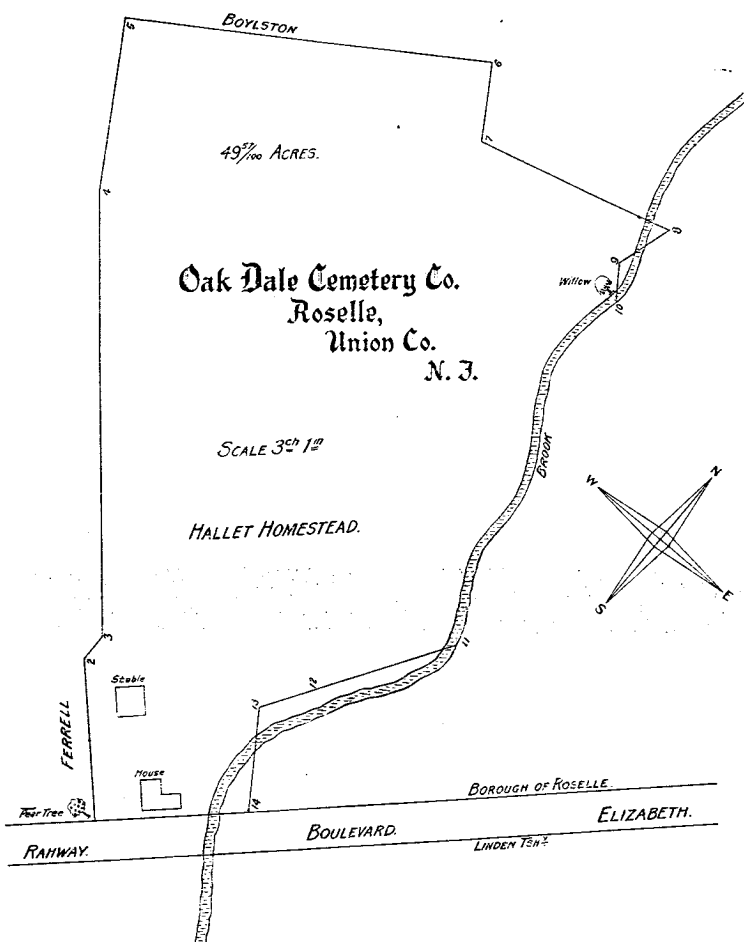 BOYLSTON
5
6
7
4
49 57/100 ACRES.
8
9
Willow
10
Oak Dale Cemetery Co.
Roselle,
Union Co.
N. J.
SCALE 3ch 1in
BROOK
HALLET HOMESTEAD.
W
N
S
E
3
2
11
12
13
Stable
FERRELL
House
Pear Tree
14
BOROUGH OF ROSELLE.
RAHWAY.
BOULEVARD.
LINDEN TSHP
ELIZABETH.